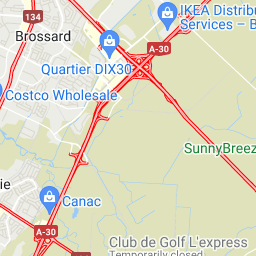 134
Brossard
IKEA Distribu
Services – B
A-30
Quartier DIX30
Costco Wholesale
SunnyBreez
ie
Canac
A-30
Club de Golf L'express
Temporarily closed